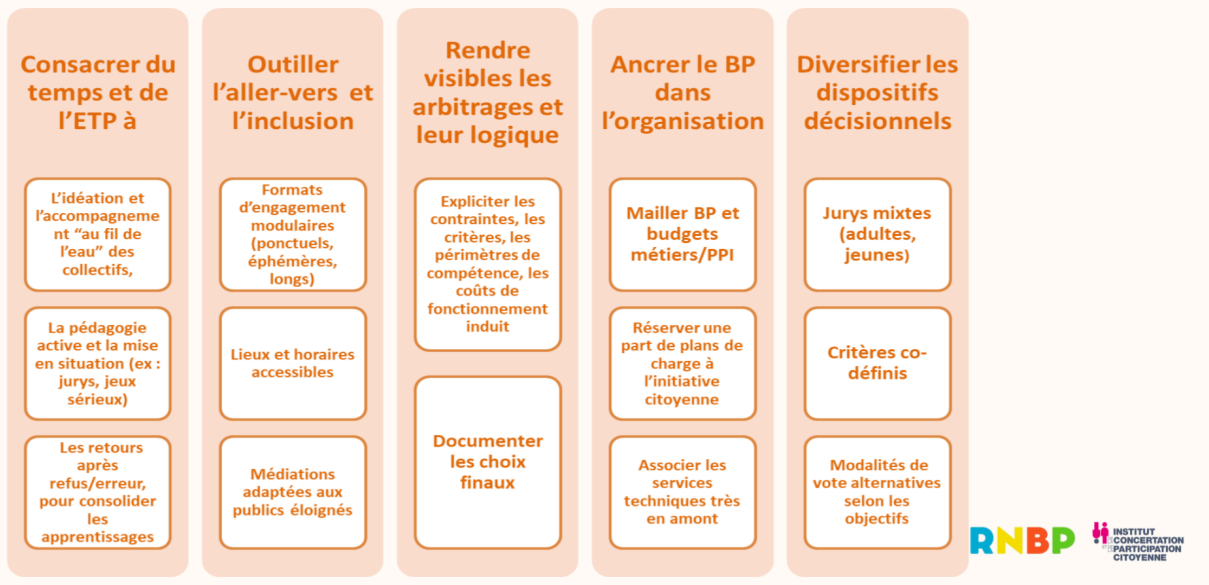 Consacrer du
temps et de
l’ETP à
L’idéation et
l’accompagneme
nt “au fil de
l’eau” des
collectifs,
La pédagogie
active et la mise
en situation (ex :
jurys, jeux
sérieux)
Les retours
après
refus/erreur,
pour consolider
les
apprentissages
Outiller
l’aller-vers et
l’inclusion
Formats
d’engagement
modulaires
(ponctuels,
éphémères,
longs)
Lieux et horaires
accessibles
Médiations
adaptées aux
publics éloignés
Rendre
visibles les
arbitrages et
leur logique
Expliciter les
contraintes, les
critères, les
périmètres de
compétence, les
coûts de
fonctionnement
induit
Documenter
les choix
finaux
Ancrer le BP
dans
l’organisation
Mailler BP et
budgets
métiers/PPI
Réserver une
part de plans de
charge à
l’initiative
citoyenne
Associer les
services
techniques très
en amont
Diversifier les
dispositifs
décisionnels
Jurys mixtes
(adultes,
jeunes)
Critères co-
définis
Modalités de
vote alternatives
selon les
objectifs
RNBP
INSTITUT
CONCERTATION
PARTICIPATION
CITOYENNE